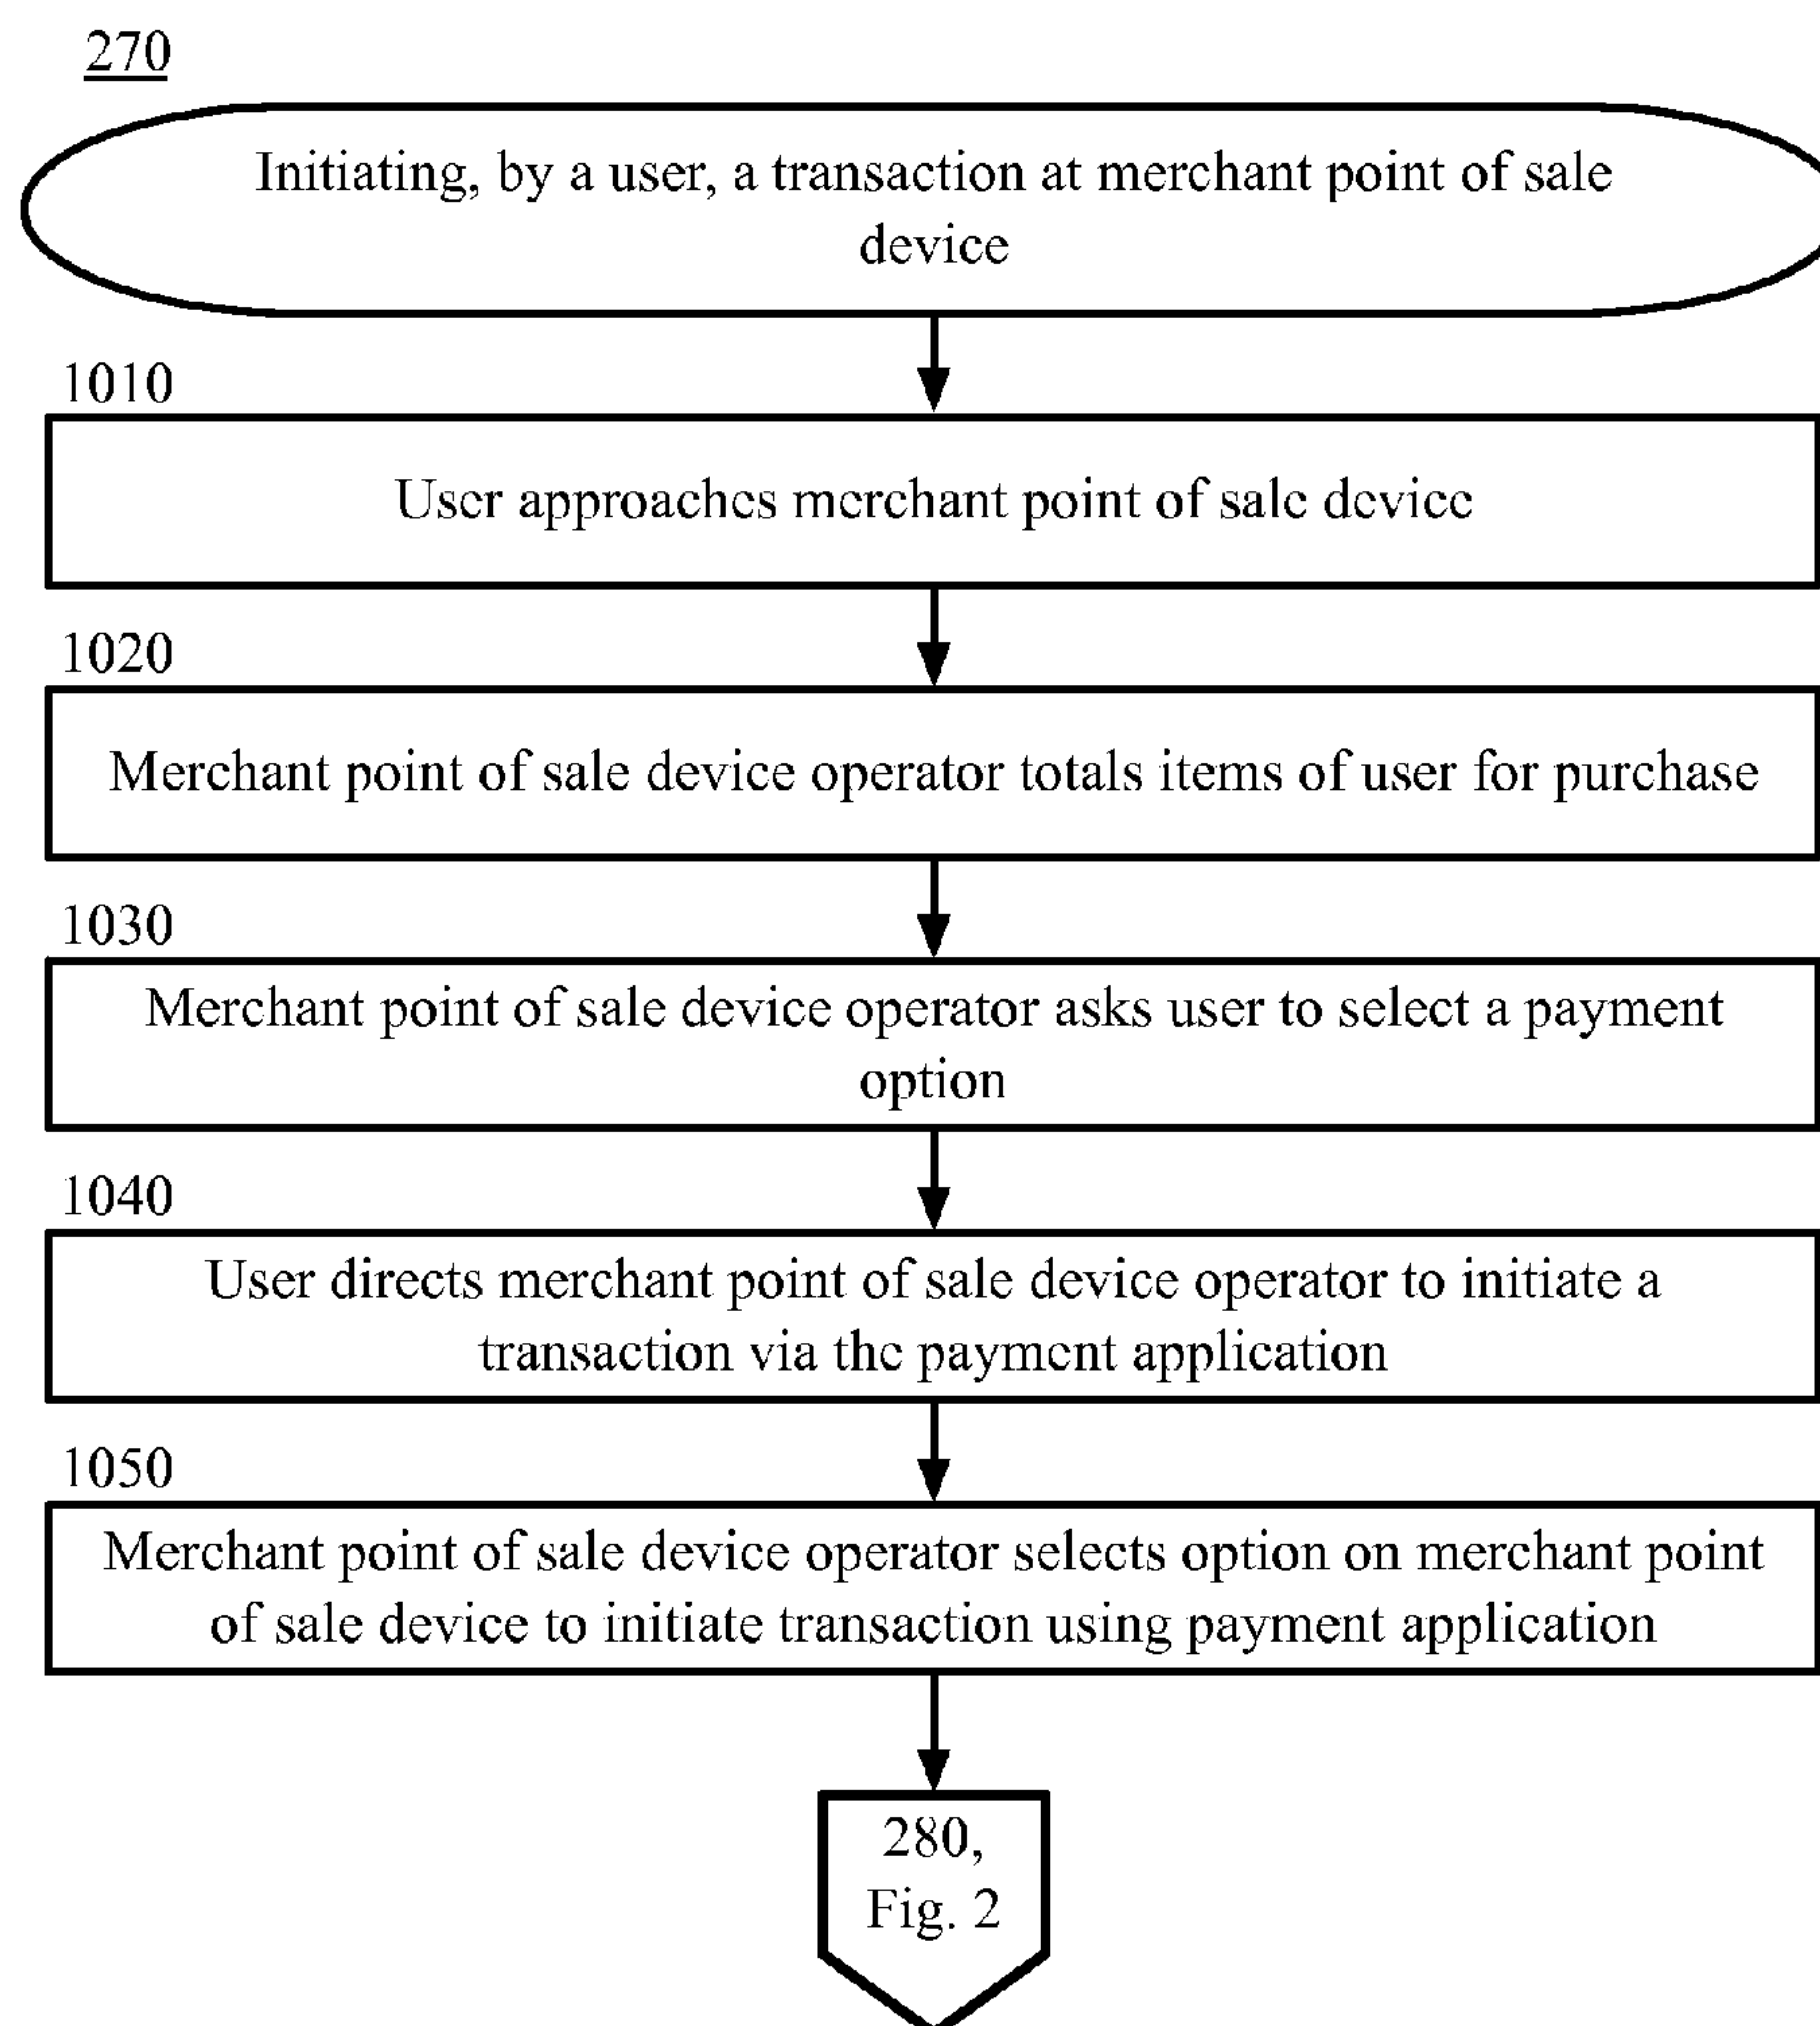 270
Initiating, by a user, a transaction at merchant point of sale
device
1010
User approaches merchant point of sale device
1020
Merchant point of sale device operator totals items of user for purchase
1030
Merchant point of sale device operator asks user to select a payment
option
1040
User directs merchant point of sale device operator to initiate a
transaction via the payment application
1050
Merchant point of sale device operator selects option on merchant point
of sale device to initiate transaction using payment application
280,
Fig. 2